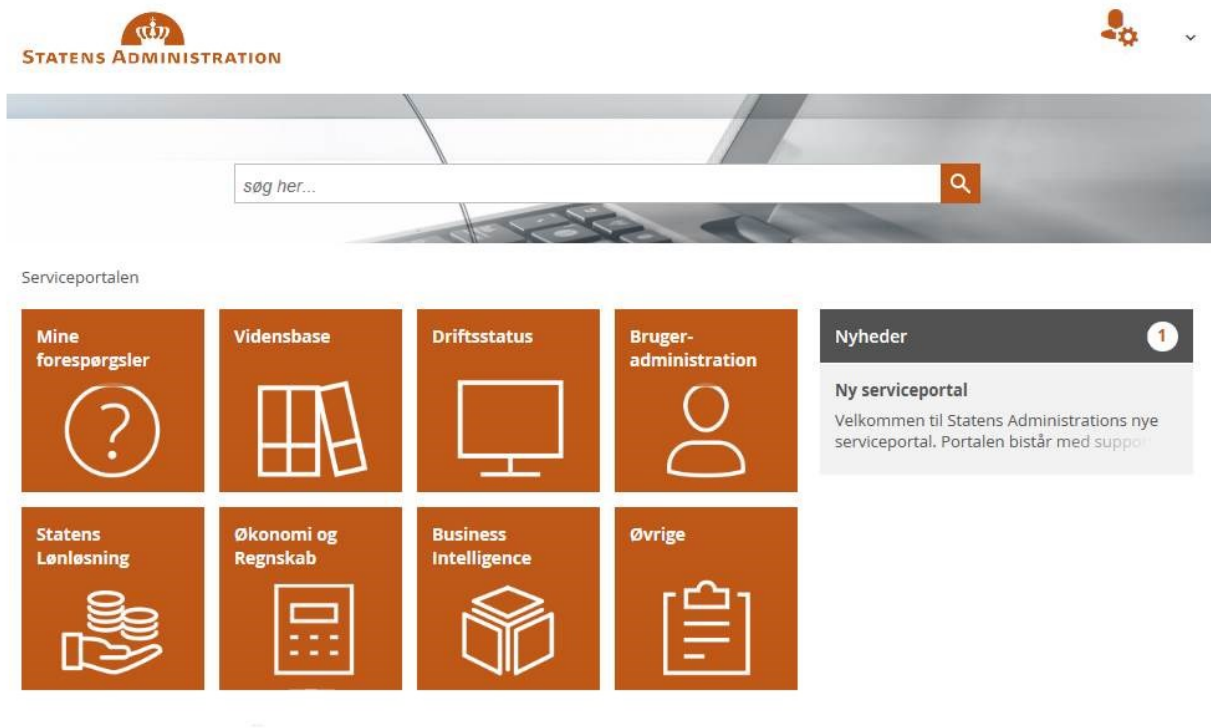 STATENS ADMINISTRATION
søg her...
Serviceportalen
Mine
forespørgsler
Vidensbase
Driftsstatus
Bruger-
administration
Statens
Lønløsning
Økonomi og
Regnskab
Business
Intelligence
Øvrige
Nyheder
1
Ny serviceportal
Velkommen til Statens Administrations nye
serviceportal. Portalen bistår med suppor